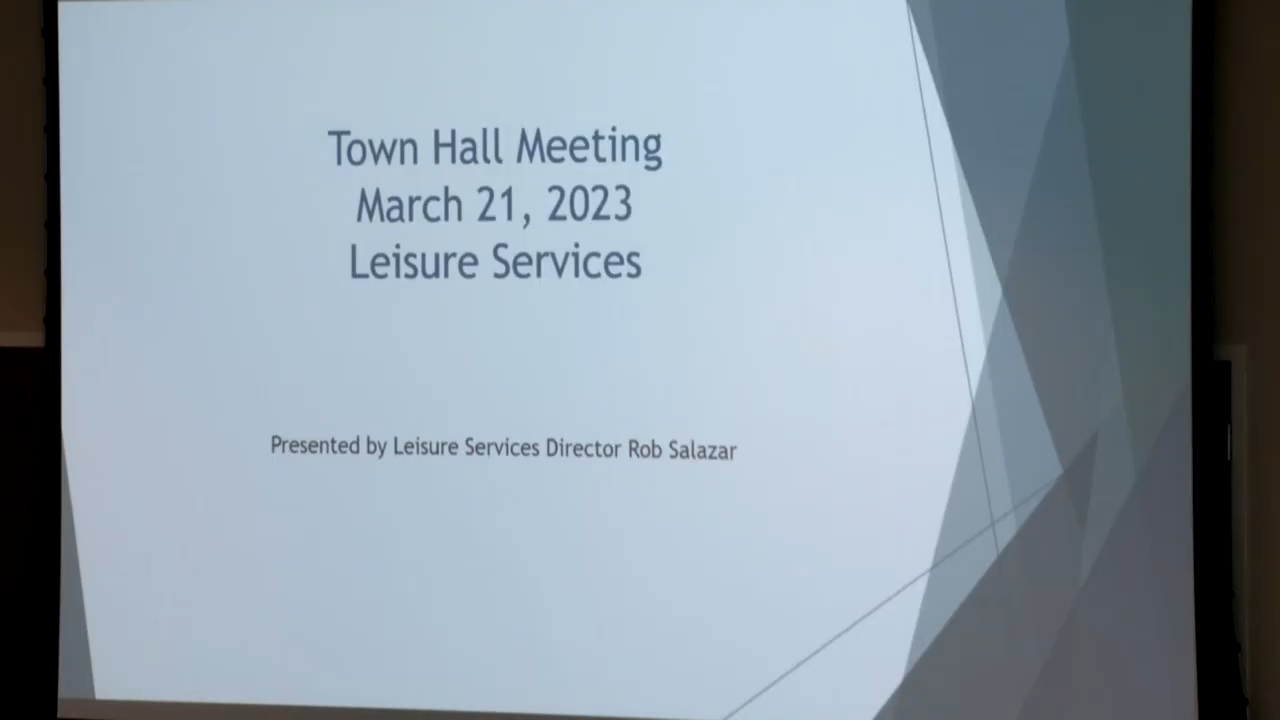 Town Hall Meeting
March 21, 2023
Leisure Services
Presented by Leisure Services Director Rob Salazar